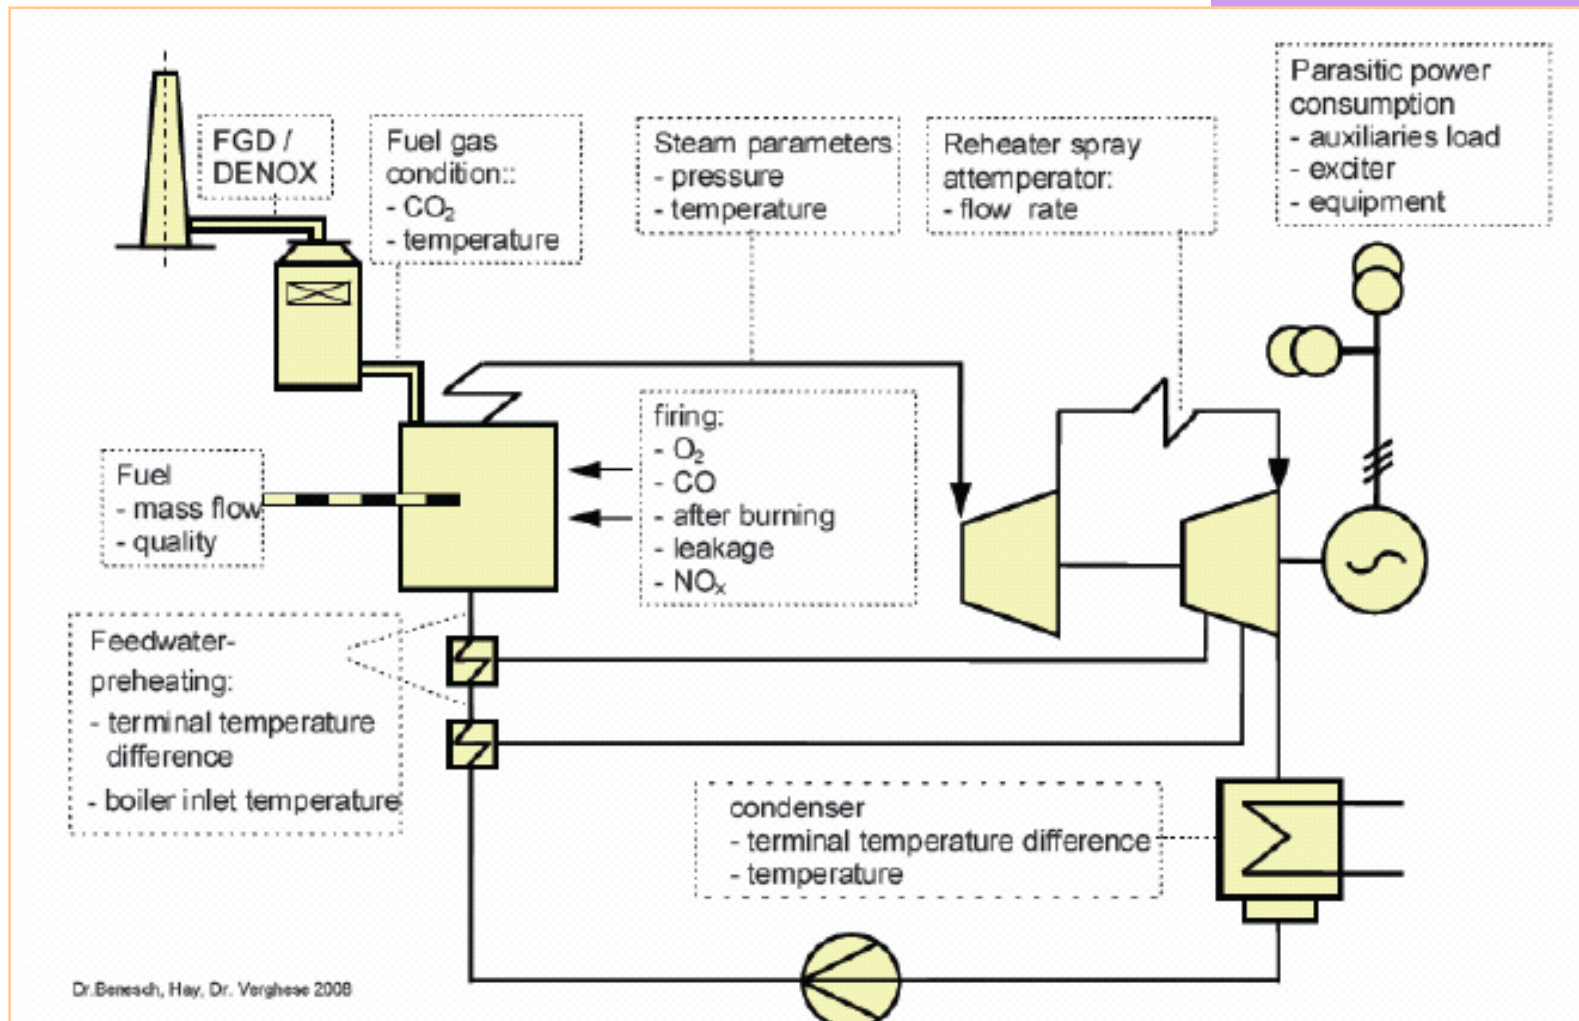 FGD /
DENOX
Fuel gas
condition::
- CO₂
- temperature
Steam parameters
- pressure
- temperature
Reheater spray
attemperator:
- flow rate
Parasitic power
consumption
- auxiliaries load
- exciter
- equipment
Fuel
- mass flow
- quality
firing:
- O₂
- CO
- after burning
- leakage
- NOₓ
Feedwater-
preheating:
- terminal temperature
difference
- boiler inlet temperature
condenser
- terminal temperature difference
- temperature
Dr.Benesch, Hay, Dr. Verghese 2008